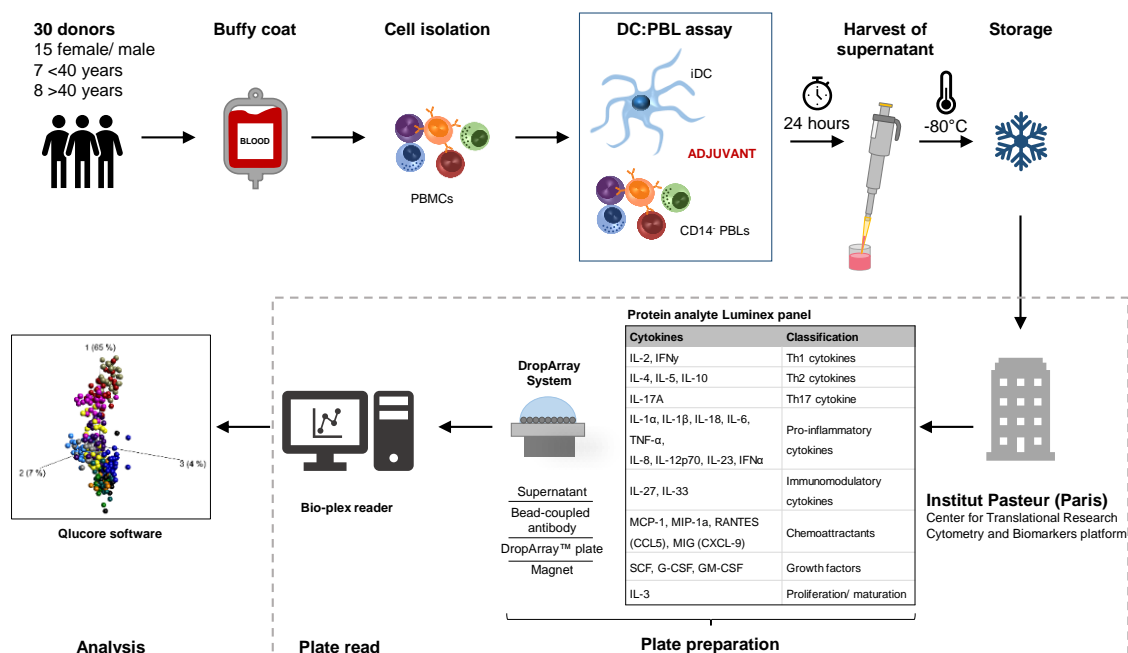 30 donors
15 female/ male
7 <40 years
8 >40 years
Buffy coat
BLOOD
Cell isolation
PBMCs
DC:PBL assay
iDC
ADJUVANT
CD14- PBLs
24 hours
Harvest of
supernatant
-80°C
Storage
Institut Pasteur (Paris)
Center for Translational Research
Cytometry and Biomarkers platform
Protein analyte Luminex panel
Cytokines Classification
IL-2, IFNy Th1 cytokines
IL-4, IL-5, IL-10 Th2 cytokines
IL-17A Th17 cytokine
IL-1α, IL-1β, IL-18, IL-6,
TNF-α,
IL-8, IL-12p70, IL-23, IFNα
Pro-inflammatory
cytokines
IL-27, IL-33
Immunomodulatory
cytokines
MCP-1, MIP-1a, RANTES
(CCL5), MIG (CXCL-9)
Chemoattractants
SCF, G-CSF, GM-CSF Growth factors
IL-3 Proliferation/ maturation
Plate preparation
DropArray
System
Supernatant
Bead-coupled
antibody
DropArray™ plate
Magnet
Bio-plex reader
Plate read
1 (65 %)
2 (7 %)
3 (4 %)
Qlucore software
Analysis